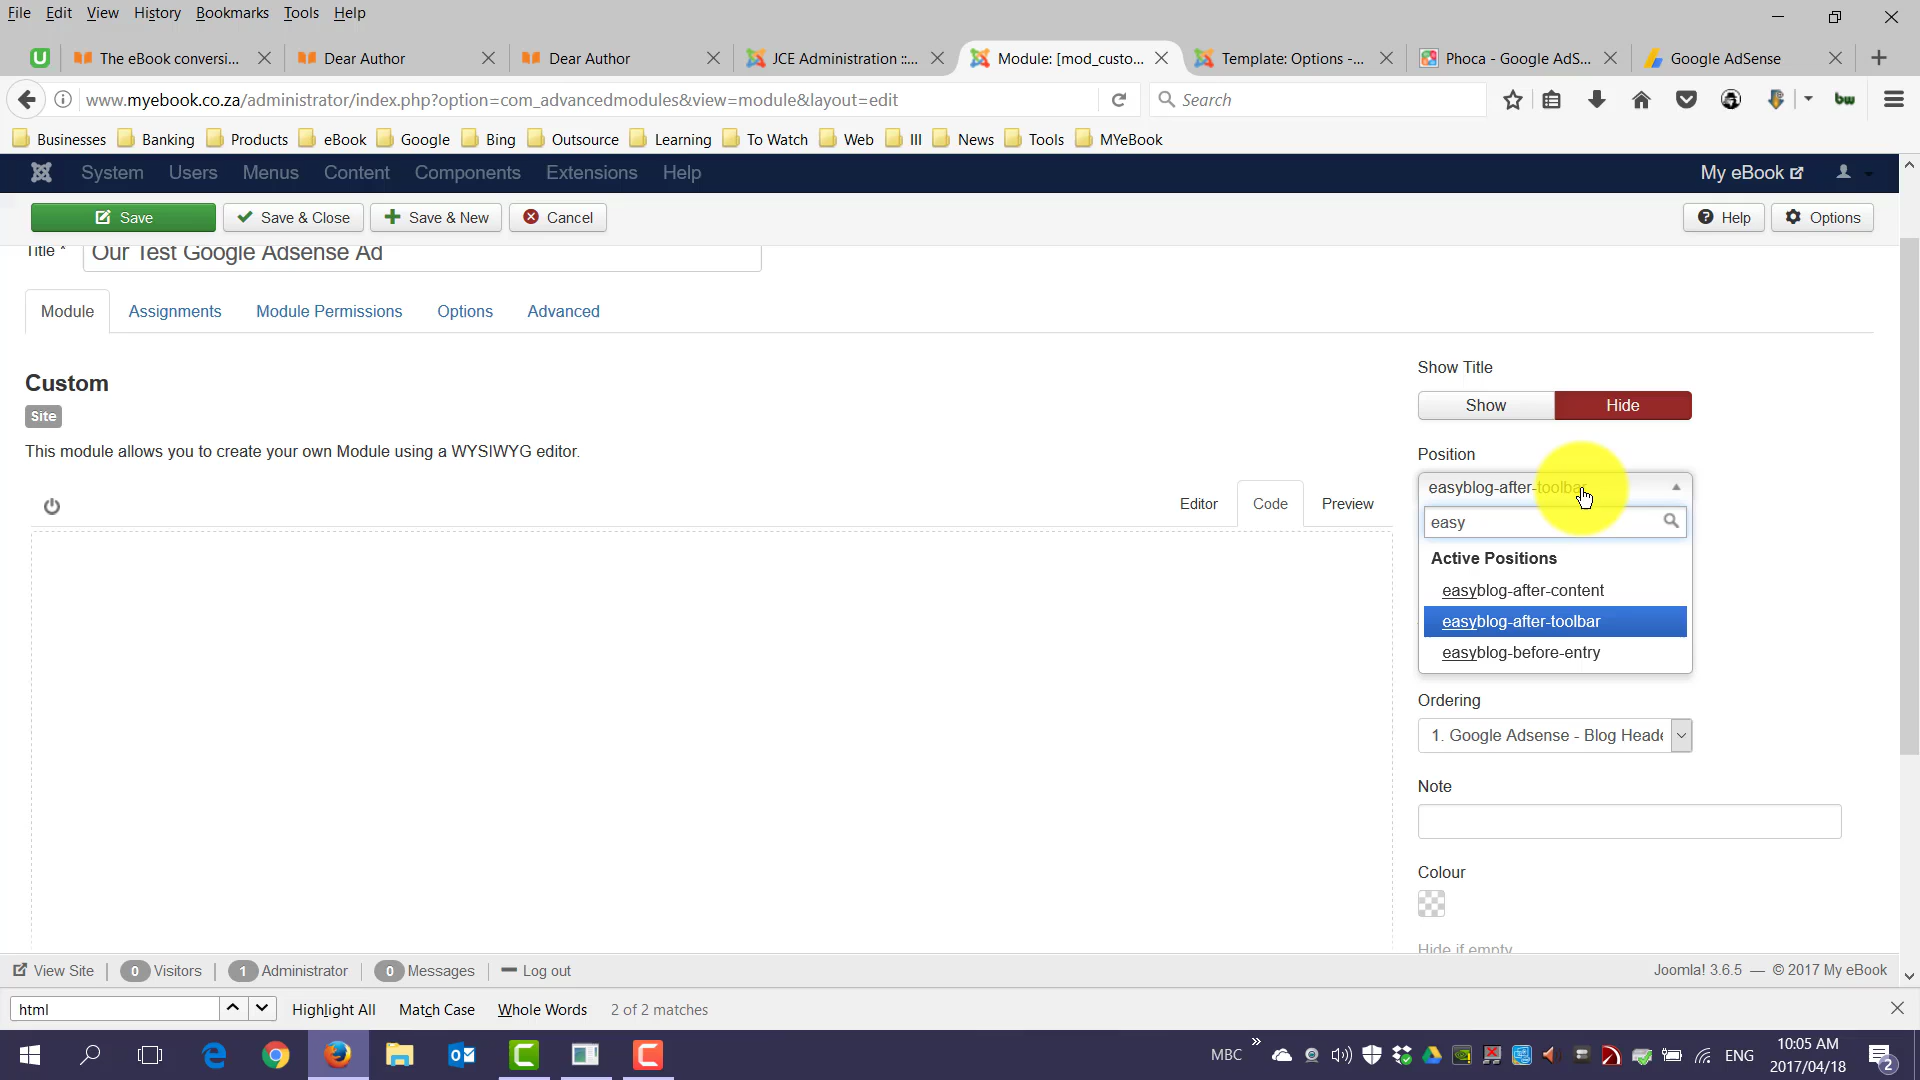 File Edit View History Bookmarks Tools Help
The eBook conversi... Dear Author Dear Author JCE Administration ::... Module: [mod_custo... Template: Options -... Phoca - Google AdS... Google AdSense
www.myebook.co.za/administrator/index.php?option=com_advancedmodules&view=module&layout=edit Search
Businesses Banking Products eBook Google Bing Outsource Learning To Watch Web III News Tools MYeBook
System Users Menus Content Components Extensions Help My eBook
Save Save & Close Save & New Cancel Help Options
Title * Our Test Google Adsense Ad
Module Assignments Module Permissions Options Advanced
Show Title
Custom
Show Hide
Site
This module allows you to create your own Module using a WYSIWYG editor.
Position
easyblog-after-toolbar
Editor Code Preview
easy
Active Positions
easyblog-after-content
easyblog-after-toolbar
easyblog-before-entry
Ordering
1. Google Adsense - Blog Heade
Note
Colour
Hide if empty
View Site 0 Visitors 1 Administrator 0 Messages Log out Joomla! 3.6.5 — © 2017 My eBook
html Highlight All Match Case Whole Words 2 of 2 matches
MBC ENG 10:05 AM
2017/04/18 2